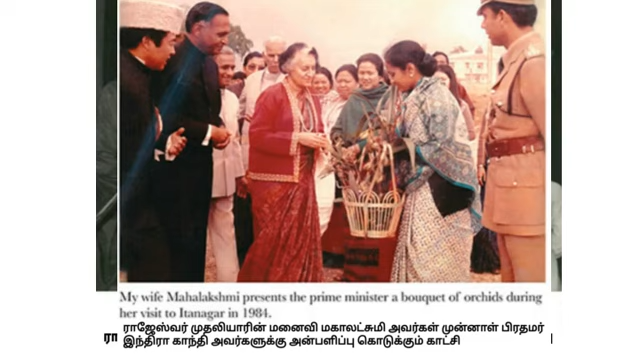 My wife Mahalakshmi presents the prime minister a bouquet of orchids during
her visit to Itanagar in 1984.
ராஜேஸ்வர் முதலியாரின் மனைவி மகாலட்சுமி அவர்கள் முன்னாள் பிரதமர்
இந்திரா காந்தி அவர்களுக்கு அன்பளிப்பு கொடுக்கும் காட்சி